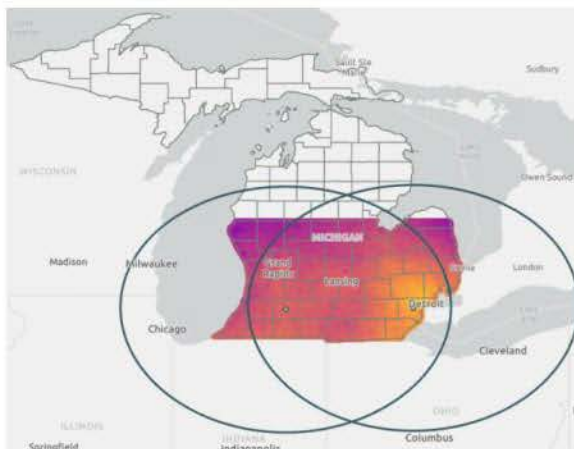 Sault Ste
Marie
Sudbury
WISCONSIN
Owen Sound
MICHIGAN
Madison
Milwaukee
Grand
Rapids
Lansing
Sarnia
London
Detroit
Chicago
Cleveland
ILLINOIS
INDIANA
OHIO
Springfield
Indianapolis
Columbus